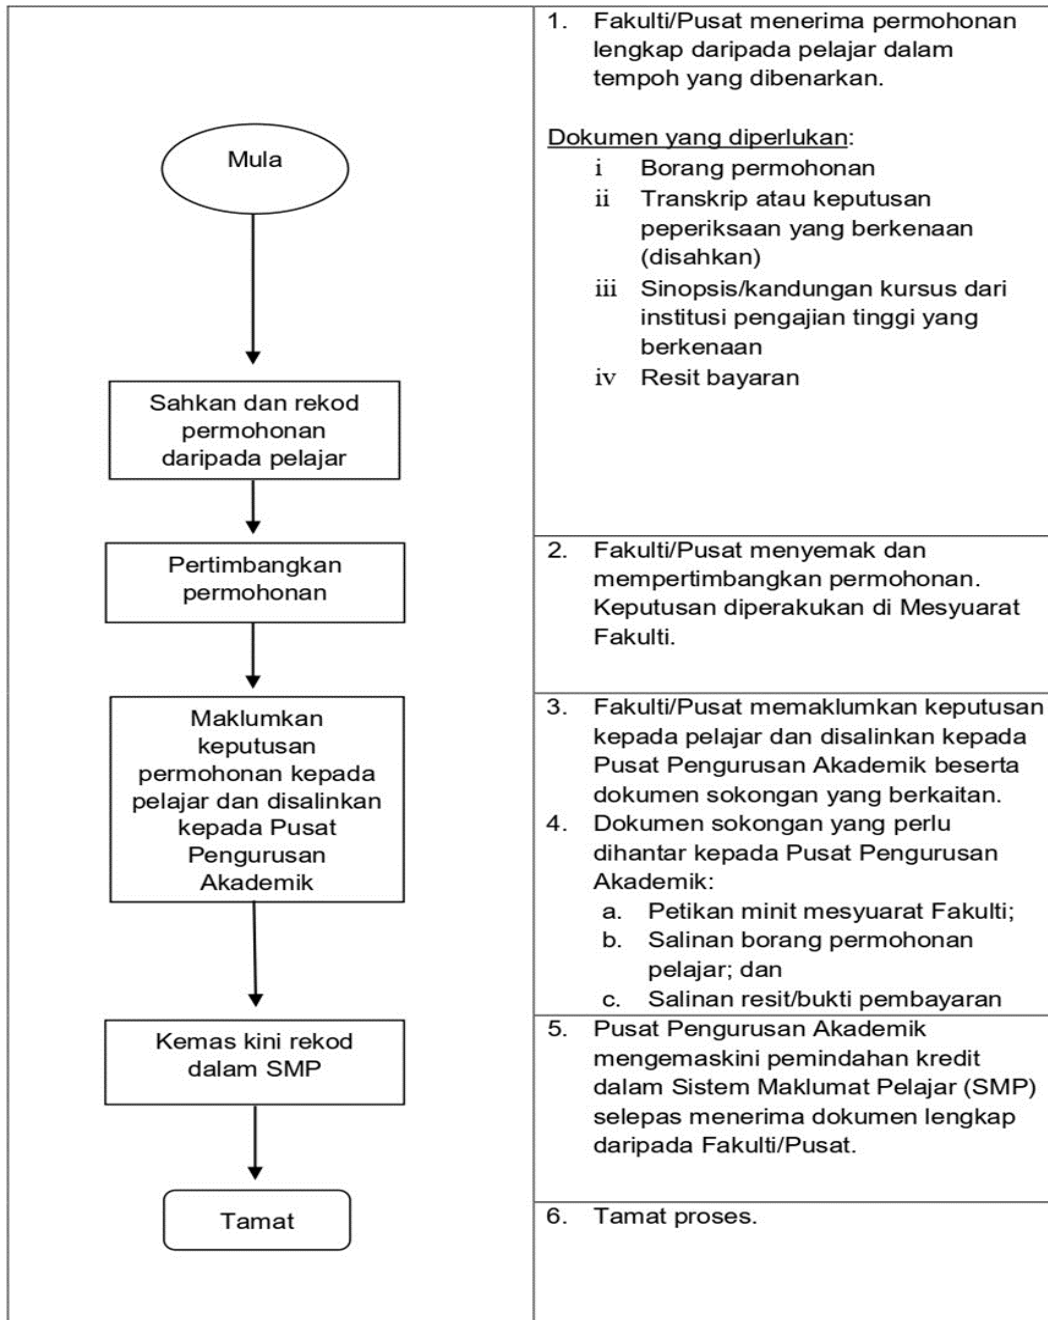 Mula
Sahkan dan rekod
permohonan
daripada pelajar
Pertimbangkan
permohonan
Maklumkan
keputusan
permohonan kepada
pelajar dan disalinkan
kepada Pusat
Pengurusan
Akademik
Kemas kini rekod
dalam SMP
Tamat
1. Fakulti/Pusat menerima permohonan
lengkap daripada pelajar dalam
tempoh yang dibenarkan.
Dokumen yang diperlukan:
i Borang permohonan
ii Transkrip atau keputusan
peperiksaan yang berkenaan
(disahkan)
iii Sinopsis/kandungan kursus dari
institusi pengajian tinggi yang
berkenaan
iv Resit bayaran
2. Fakulti/Pusat menyemak dan
mempertimbangkan permohonan.
Keputusan diperakukan di Mesyuarat
Fakulti.
3. Fakulti/Pusat memaklumkan keputusan
kepada pelajar dan disalinkan kepada
Pusat Pengurusan Akademik beserta
dokumen sokongan yang berkaitan.
4. Dokumen sokongan yang perlu
dihantar kepada Pusat Pengurusan
Akademik:
a. Petikan minit mesyuarat Fakulti;
b. Salinan borang permohonan
pelajar; dan
c. Salinan resit/bukti pembayaran
5. Pusat Pengurusan Akademik
mengemaskini pemindahan kredit
dalam Sistem Maklumat Pelajar (SMP)
selepas menerima dokumen lengkap
daripada Fakulti/Pusat.
6. Tamat proses.